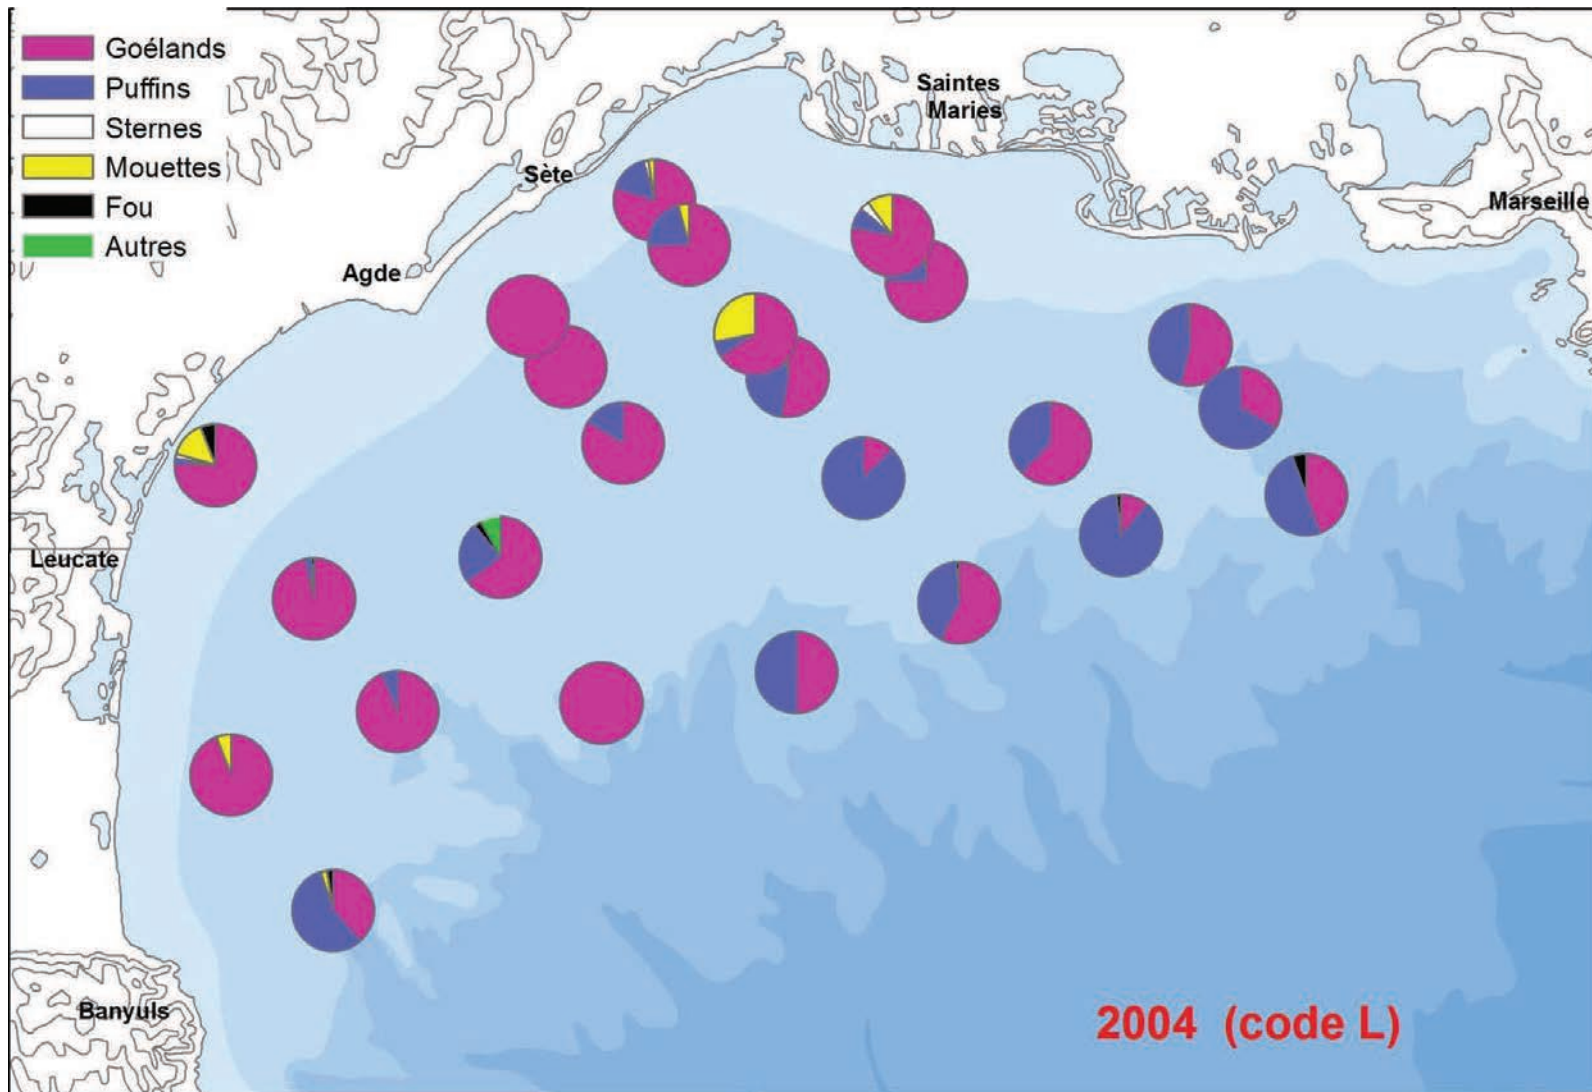 Goélands
Puffins
Sternes
Mouettes
Fou
Autres
Saintes
Maries
Sète
Marseille
Agde
Leucate
Banyuls
2004 (code L)